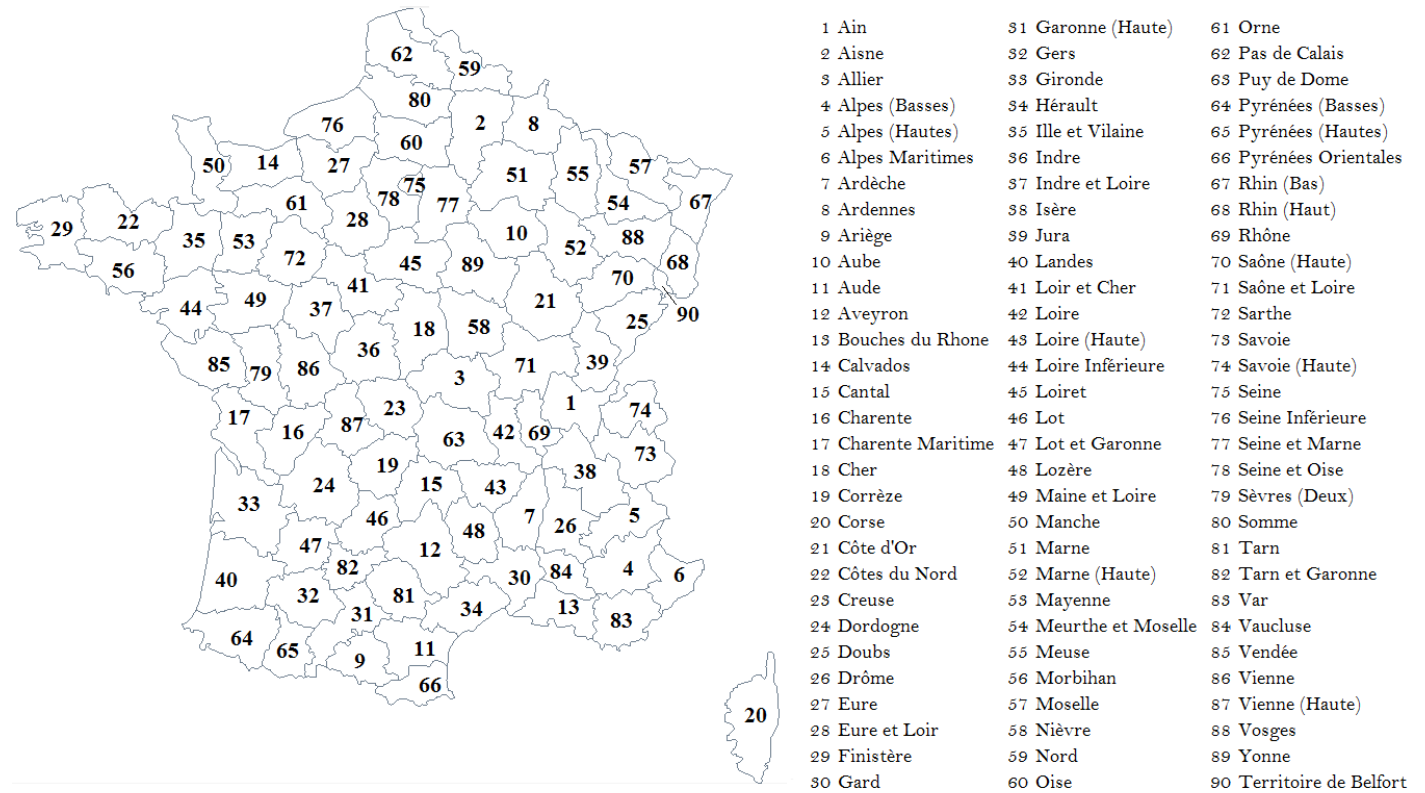 62
59
80
76
2
8
60
50
14
27
51
55
57
75
78
77
54
67
61
28
29
22
35
53
10
88
52
72
56
45
89
68
70
41
49
37
44
21
90
25
18
58
36
85
79
86
71
39
3
1
23
74
17
87
16
42
69
63
73
19
38
24
15
43
33
46
7
26
5
48
47
12
82
30
84
4
6
40
32
81
31
34
13
83
64
65
9
11
66
20
1 Ain
2 Aisne
3 Allier
4 Alpes (Basses)
5 Alpes (Hautes)
6 Alpes Maritimes
7 Ardèche
8 Ardennes
9 Ariège
10 Aube
11 Aude
12 Aveyron
13 Bouches du Rhone
14 Calvados
15 Cantal
16 Charente
17 Charente Maritime
18 Cher
19 Corrèze
20 Corse
21 Côte d'Or
22 Côtes du Nord
23 Creuse
24 Dordogne
25 Doubs
26 Drôme
27 Eure
28 Eure et Loir
29 Finistère
30 Gard
31 Garonne (Haute)
32 Gers
33 Gironde
34 Hérault
35 Ille et Vilaine
36 Indre
37 Indre et Loire
38 Isère
39 Jura
40 Landes
41 Loir et Cher
42 Loire
43 Loire (Haute)
44 Loire Inférieure
45 Loiret
46 Lot
47 Lot et Garonne
48 Lozère
49 Maine et Loire
50 Manche
51 Marne
52 Marne (Haute)
53 Mayenne
54 Meurthe et Moselle
55 Meuse
56 Morbihan
57 Moselle
58 Nièvre
59 Nord
60 Oise
61 Orne
62 Pas de Calais
63 Puy de Dome
64 Pyrénées (Basses)
65 Pyrénées (Hautes)
66 Pyrénées Orientales
67 Rhin (Bas)
68 Rhin (Haut)
69 Rhône
70 Saône (Haute)
71 Saône et Loire
72 Sarthe
73 Savoie
74 Savoie (Haute)
75 Seine
76 Seine Inférieure
77 Seine et Marne
78 Seine et Oise
79 Sèvres (Deux)
80 Somme
81 Tarn
82 Tarn et Garonne
83 Var
84 Vaucluse
85 Vendée
86 Vienne
87 Vienne (Haute)
88 Vosges
89 Yonne
90 Territoire de Belfort